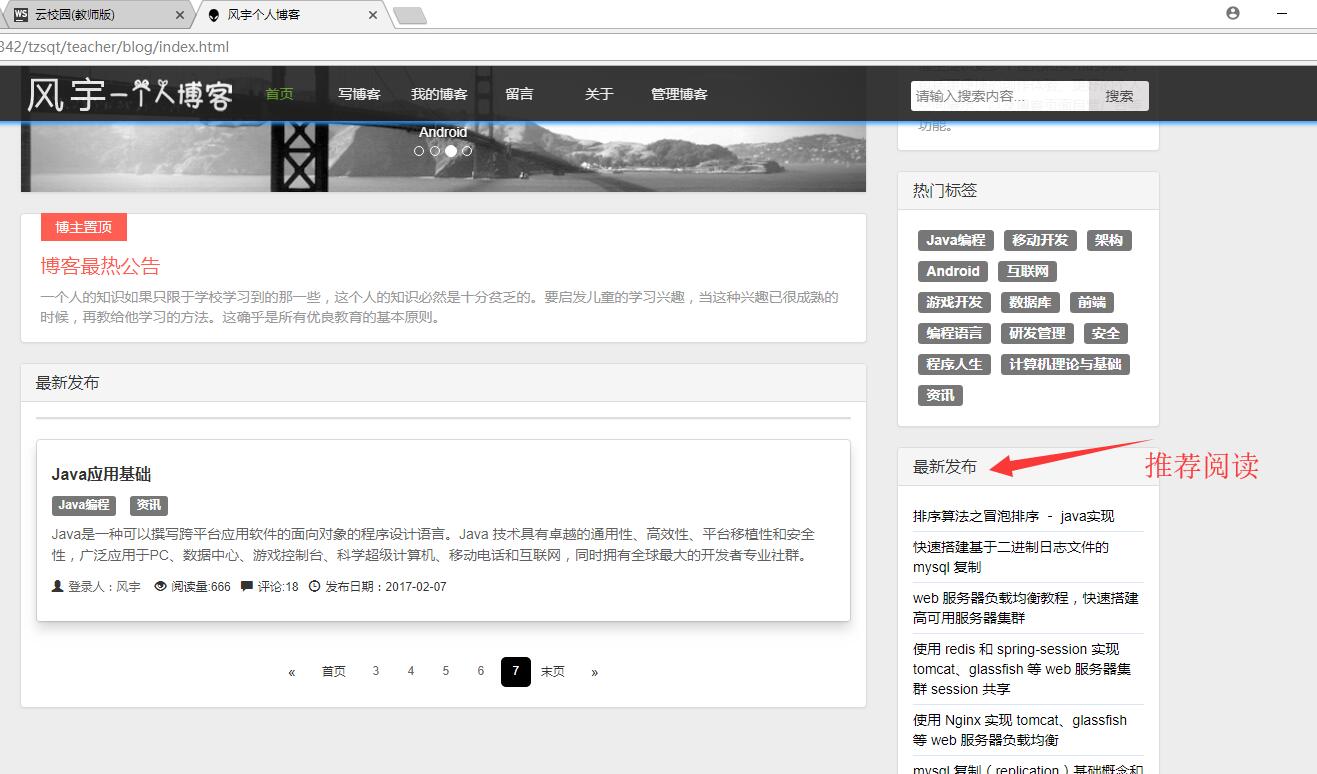 云校园(教师版)
风宇个人博客
342/tzsqt/teacher/blog/index.html
风宇一个人博客
首页
写博客
我的博客
留言
关于
管理博客
请输入搜索内容...
搜索
Android
功能。
博主置顶
博客最热公告
一个人的知识如果只限于学校学习到的那一些，这个人的知识必然是十分贫乏的。要启发儿童的学习兴趣，当这种兴趣已很成熟的
时候，再教给他学习的方法。这确乎是所有优良教育的基本原则。
最新发布
Java应用基础
Java编程 资讯
Java是一种可以撰写跨平台应用软件的面向对象的程序设计语言。Java 技术具有卓越的通用性、高效性、平台移植性和安全
性，广泛应用于PC、数据中心、游戏控制台、科学超级计算机、移动电话和互联网，同时拥有全球最大的开发者专业社群。
登录人：风宇 阅读量:666 评论:18 发布日期：2017-02-07
« 首页 3 4 5 6 7 末页 »
热门标签
Java编程 移动开发 架构
Android 互联网
游戏开发 数据库 前端
编程语言 研发管理 安全
程序人生 计算机理论与基础
资讯
最新发布
推荐阅读
排序算法之冒泡排序 - java实现
快速搭建基于二进制日志文件的
mysql 复制
web 服务器负载均衡教程，快速搭建
高可用服务器集群
使用 redis 和 spring-session 实现
tomcat、glassfish 等 web 服务器集
群 session 共享
使用 Nginx 实现 tomcat、glassfish
等 web 服务器负载均衡
mysql 复制（replication）基础概念和